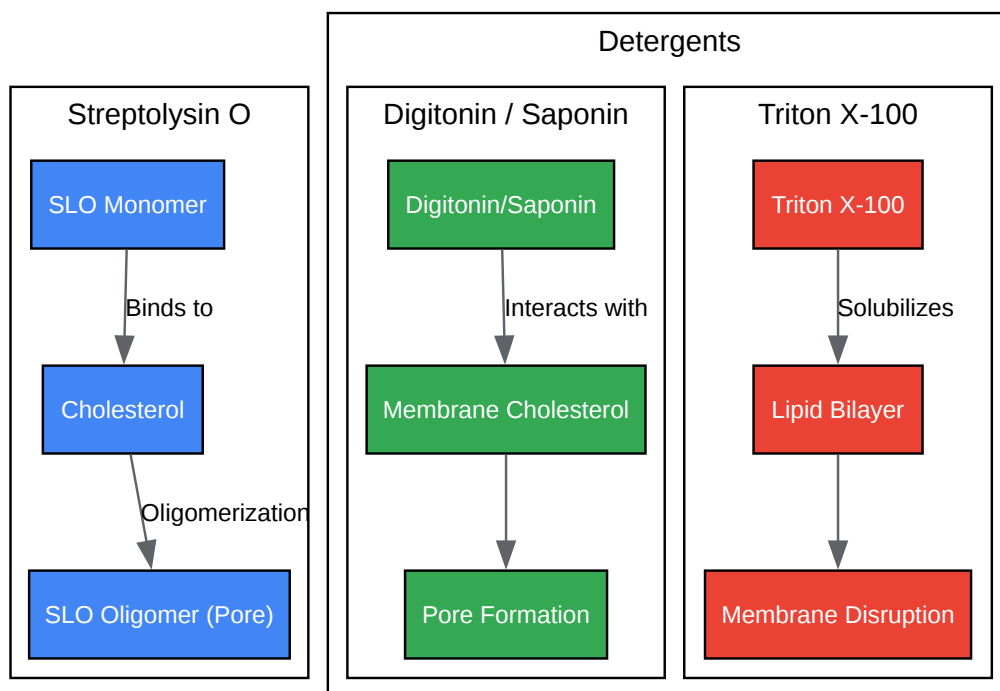 Detergents
Streptolysin O
SLO Monomer
Binds to
Cholesterol
Oligomerization
SLO Oligomer (Pore)
Digitonin / Saponin
Digitonin/Saponin
Interacts with
Membrane Cholesterol
Pore Formation
Triton X-100
Triton X-100
Solubilizes
Lipid Bilayer
Membrane Disruption